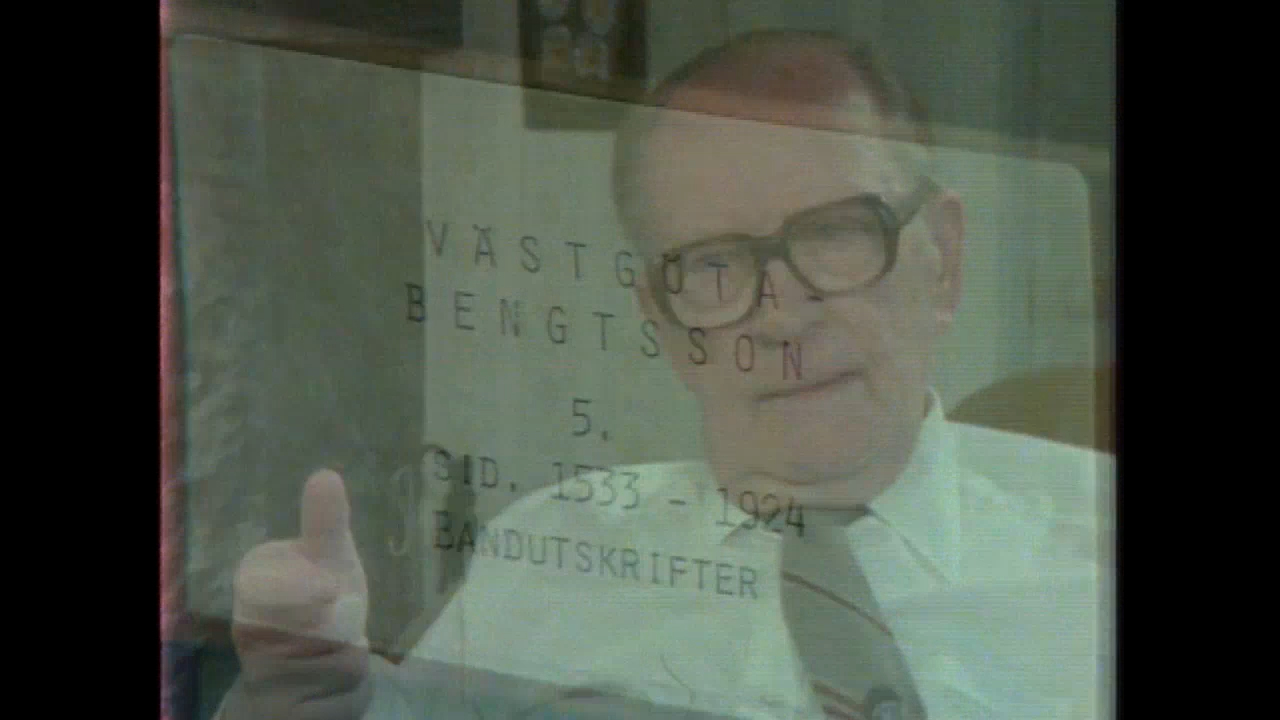 VÄSTGÖTA-
BENGTSSON
5.
SID. 1533 - 1924
BANDUTSKRIFTER